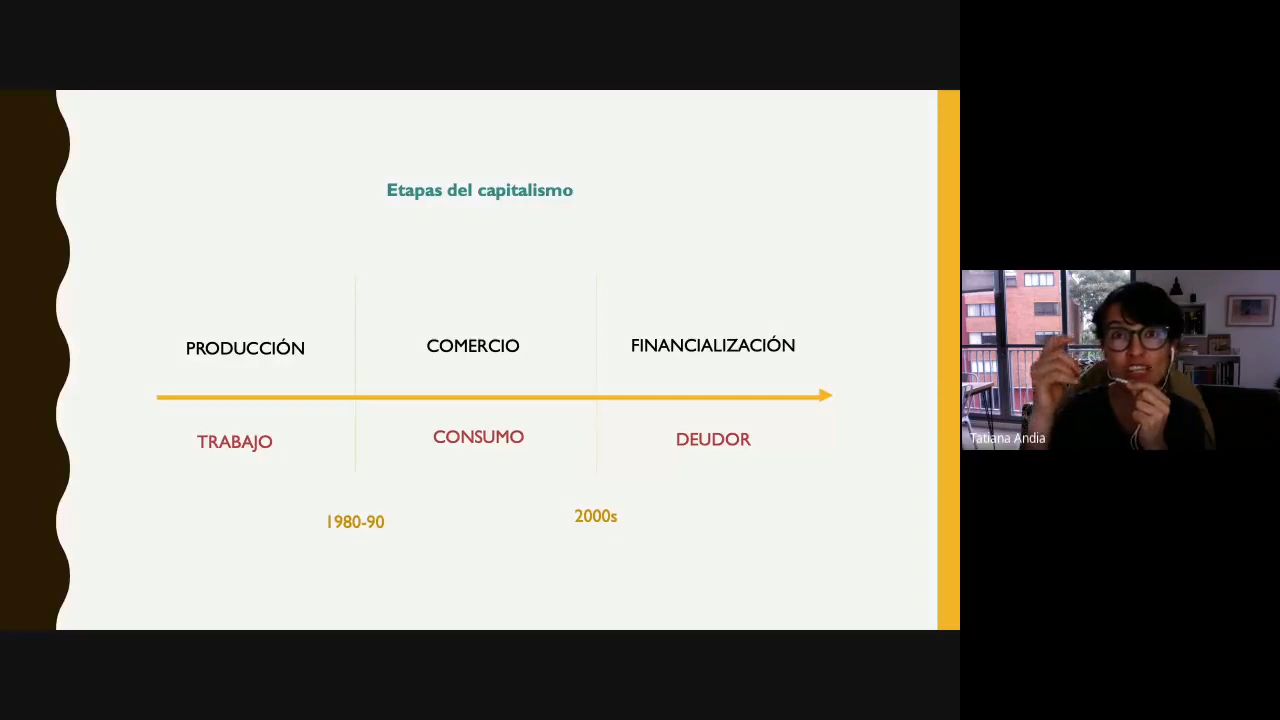 Etapas del capitalismo
PRODUCCIÓN
COMERCIO
FINANCIALIZACIÓN
TRABAJO
CONSUMO
DEUDOR
1980-90
2000s
Tatiana Andia